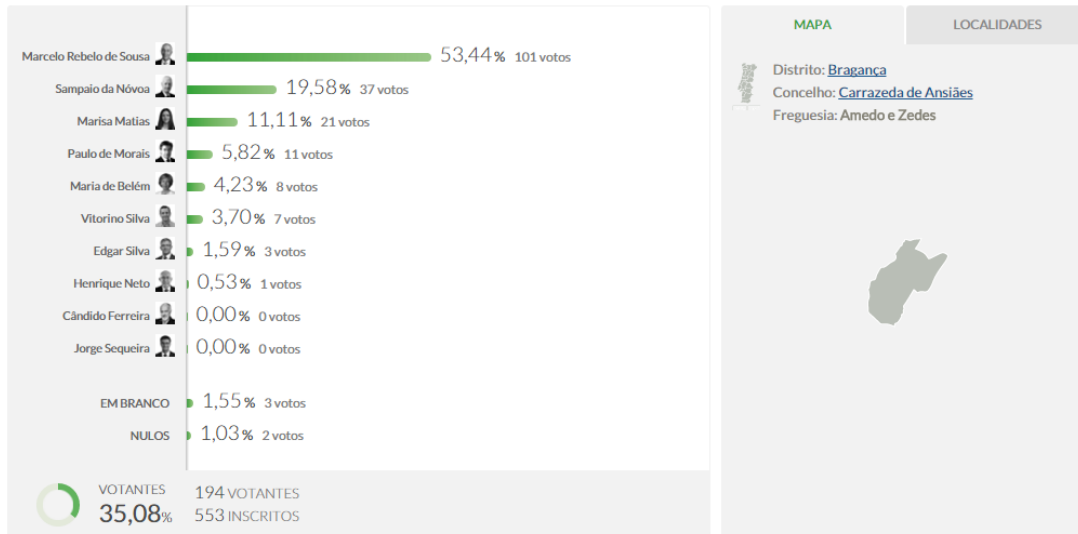 Marcelo Rebelo de Sousa 53,44% 101 votos
Sampaio da Nóvoa 19,58% 37 votos
Marisa Matias 11,11% 21 votos
Paulo de Morais 5,82% 11 votos
Maria de Belém 4,23% 8 votos
Vitorino Silva 3,70% 7 votos
Edgar Silva 1,59% 3 votos
Henrique Neto 0,53% 1 votos
Cândido Ferreira 0,00% 0 votos
Jorge Sequeira 0,00% 0 votos
EM BRANCO 1,55% 3 votos
NULOS 1,03% 2 votos
VOTANTES
35,08%
194 VOTANTES
553 INSCRITOS
MAPA
LOCALIDADES
Distrito: Bragança
Concelho: Carrazeda de Ansiães
Freguesia: Amedo e Zedes